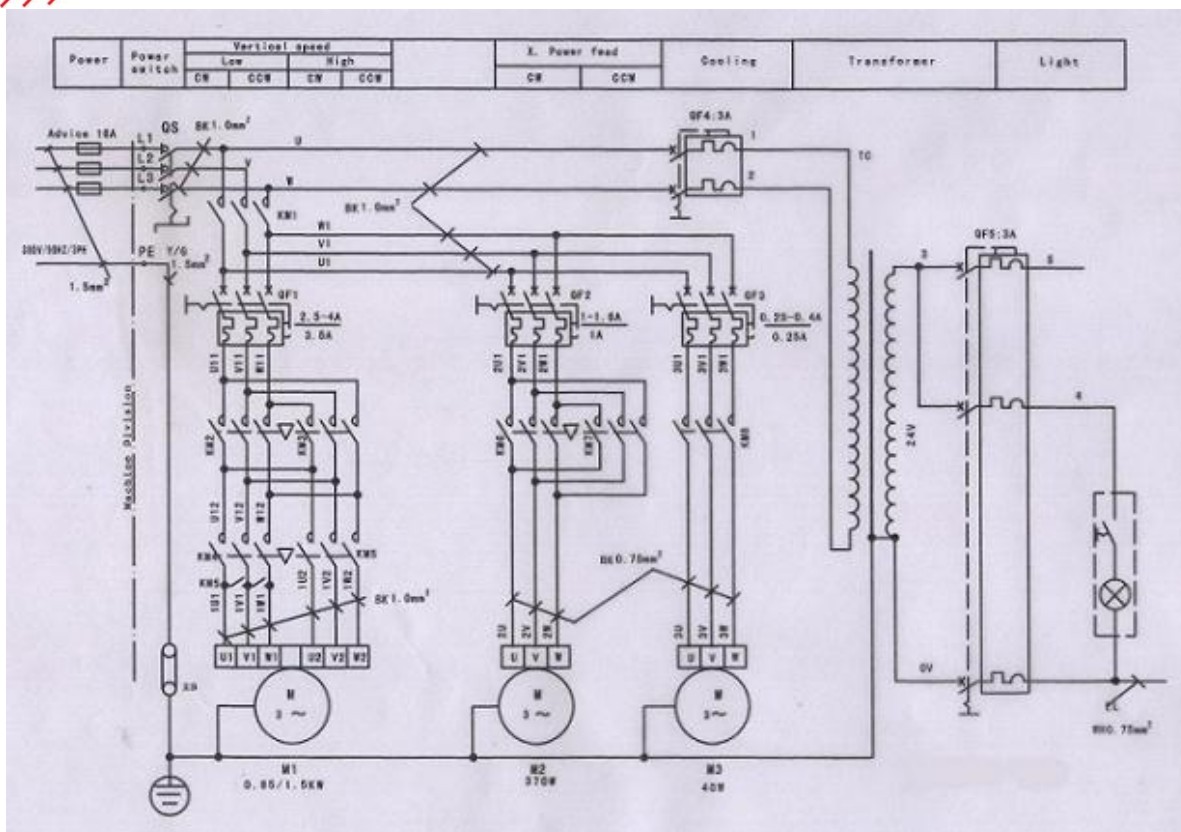 Power
Power switch
Vertical speed
Low
High
CW
CCW
CW
CCW
X. Power feed
CW
CCW
Cooling
Transformer
Light
Advice 16A
L1
L2
L3
QS
BK1.0mm²
U
V
W
QF4:3A
1
2
TC
KM1
BK1.0mm²
W1
V1
U1
380V/50HZ/3PH
PE
Y/G
1.5mm²
1.5mm²
QF1
2.5-4A
3.5A
QF2
1-1.6A
1A
QF3
0.25-0.4A
0.25A
QF5:3A
3
5
4
U11
V11
W11
2U1
2V1
2W1
3U1
3V1
3W1
KM2
KM3
KM6
KM7
KM8
24V
Machine Division
U12
V12
W12
KM4
KM5
KM5
1U1
1V1
1W1
1U2
1V2
1W2
BK1.0mm²
BK0.75mm²
2U
2V
2W
3U
3V
3W
U1
V1
W1
U2
V2
W2
U
V
W
U
V
W
M
3~
M
3~
M
3~
0V
EL
0.75mm²
M1
0.85/1.5KW
M2
370W
M3
40W